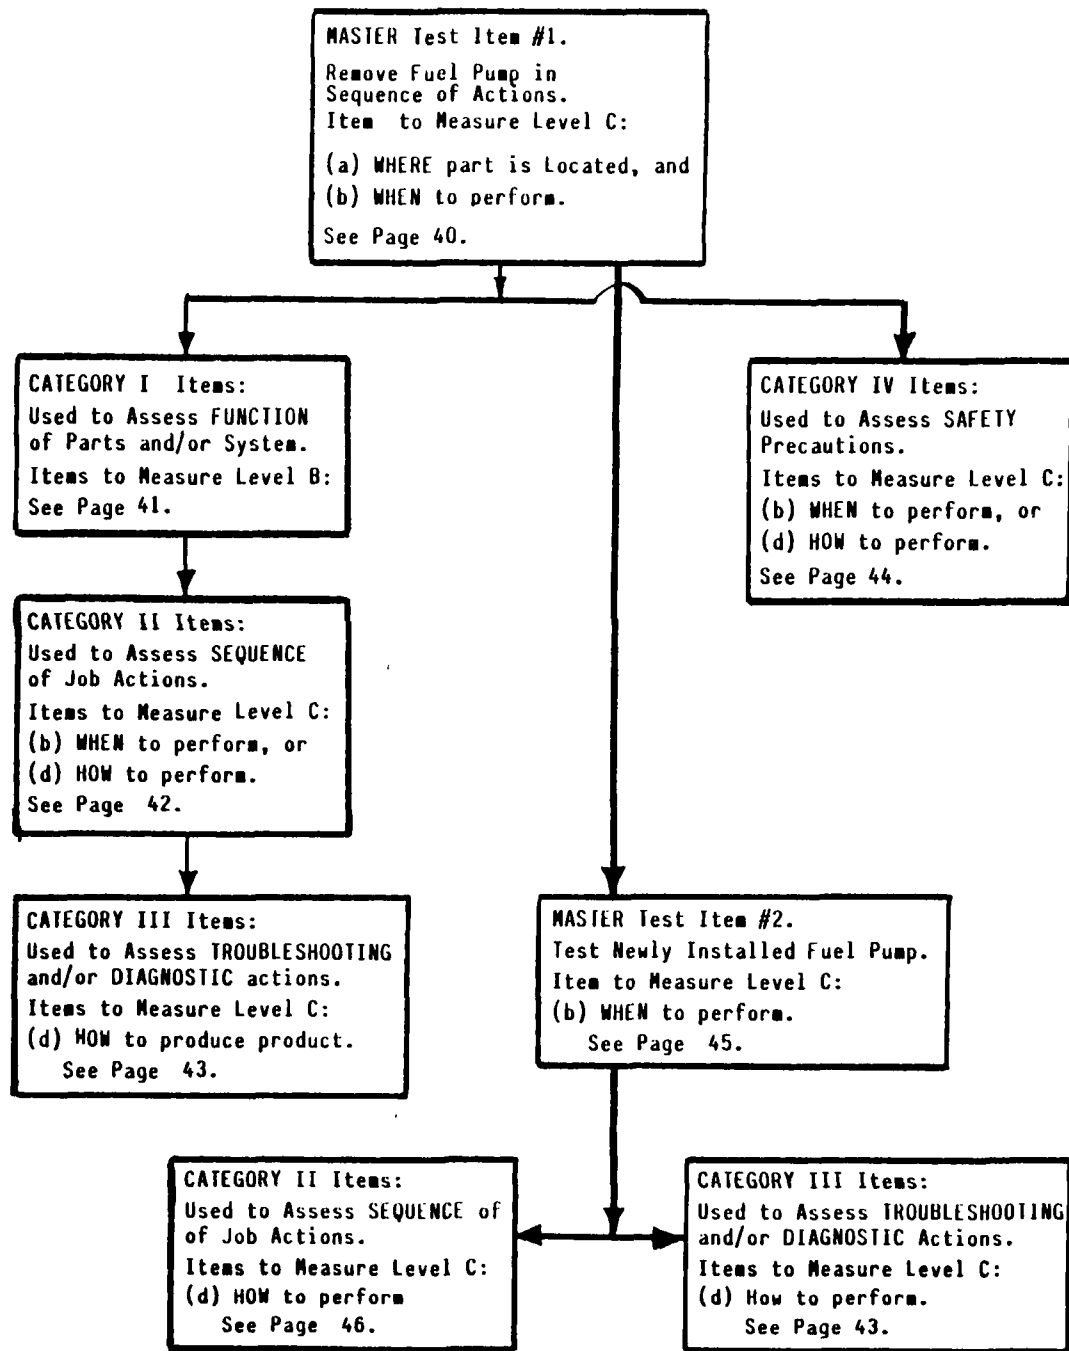 MASTER Test Item #1.
Remove Fuel Pump in
Sequence of Actions.
Item to Measure Level C:
(a) WHERE part is Located, and
(b) WHEN to perform.
See Page 40.
CATEGORY I Items:
Used to Assess FUNCTION
of Parts and/or System.
Items to Measure Level B:
See Page 41.
CATEGORY IV Items:
Used to Assess SAFETY
Precautions.
Items to Measure Level C:
(b) WHEN to perform, or
(d) HOW to perform.
See Page 44.
CATEGORY II Items:
Used to Assess SEQUENCE
of Job Actions.
Items to Measure Level C:
(b) WHEN to perform, or
(d) HOW to perform.
See Page 42.
CATEGORY III Items:
Used to Assess TROUBLESHOOTING
and/or DIAGNOSTIC actions.
Items to Measure Level C:
(d) HOW to produce product.
See Page 43.
MASTER Test Item #2.
Test Newly Installed Fuel Pump.
Item to Measure Level C:
(b) WHEN to perform.
See Page 45.
CATEGORY II Items:
Used to Assess SEQUENCE of
of Job Actions.
Items to Measure Level C:
(d) HOW to perform
See Page 46.
CATEGORY III Items:
Used to Assess TROUBLESHOOTING
and/or DIAGNOSTIC Actions.
Items to Measure Level C:
(d) How to perform.
See Page 43.